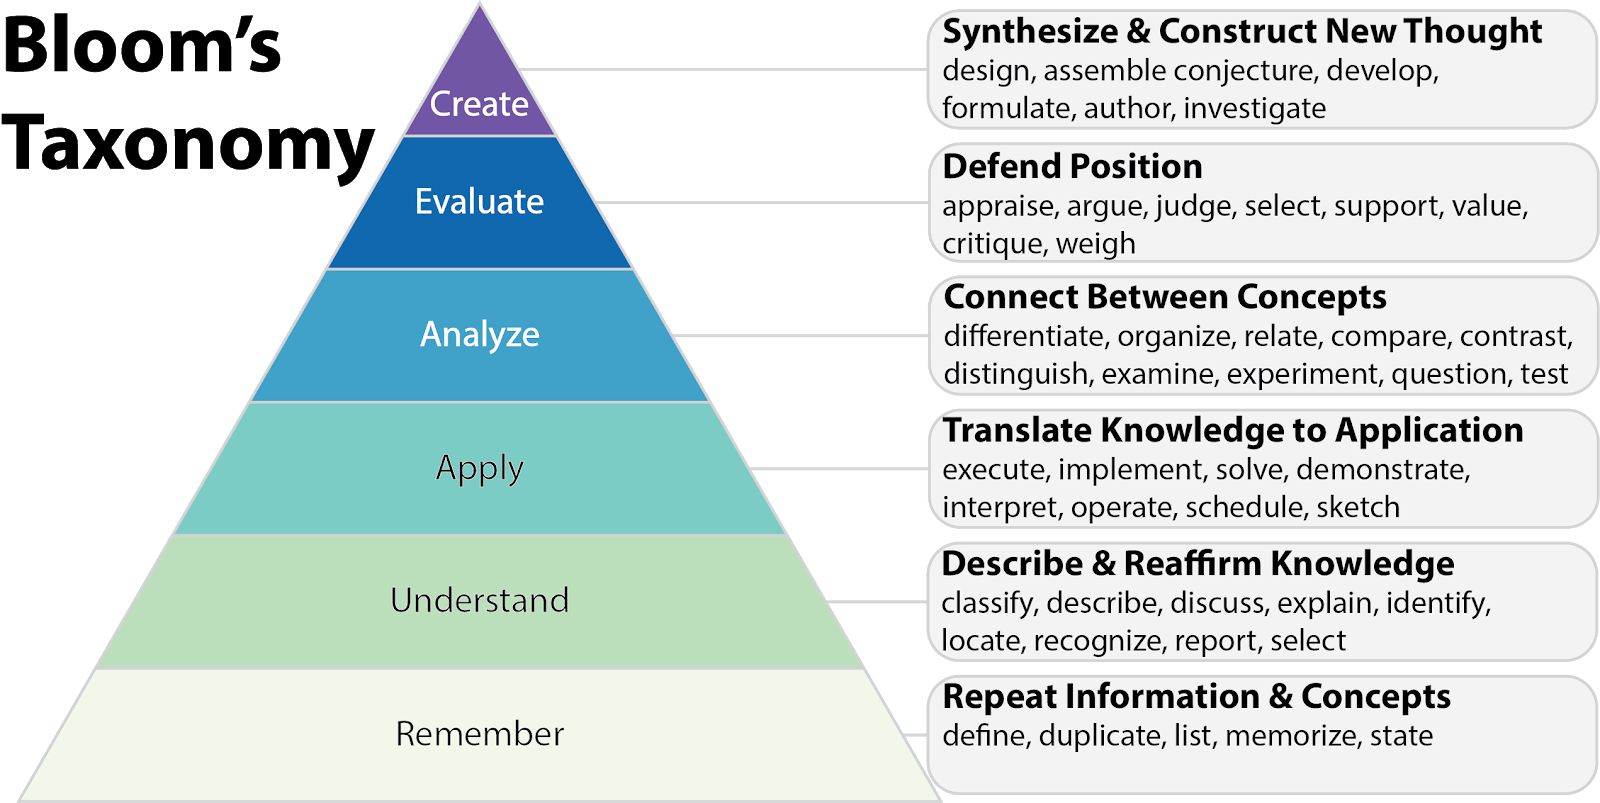 Bloom's
Taxonomy
Create
Synthesize & Construct New Thought
design, assemble conjecture, develop,
formulate, author, investigate
Evaluate
Defend Position
appraise, argue, judge, select, support, value,
critique, weigh
Analyze
Connect Between Concepts
differentiate, organize, relate, compare, contrast,
distinguish, examine, experiment, question, test
Apply
Translate Knowledge to Application
execute, implement, solve, demonstrate,
interpret, operate, schedule, sketch
Understand
Describe & Reaffirm Knowledge
classify, describe, discuss, explain, identify,
locate, recognize, report, select
Remember
Repeat Information & Concepts
define, duplicate, list, memorize, state